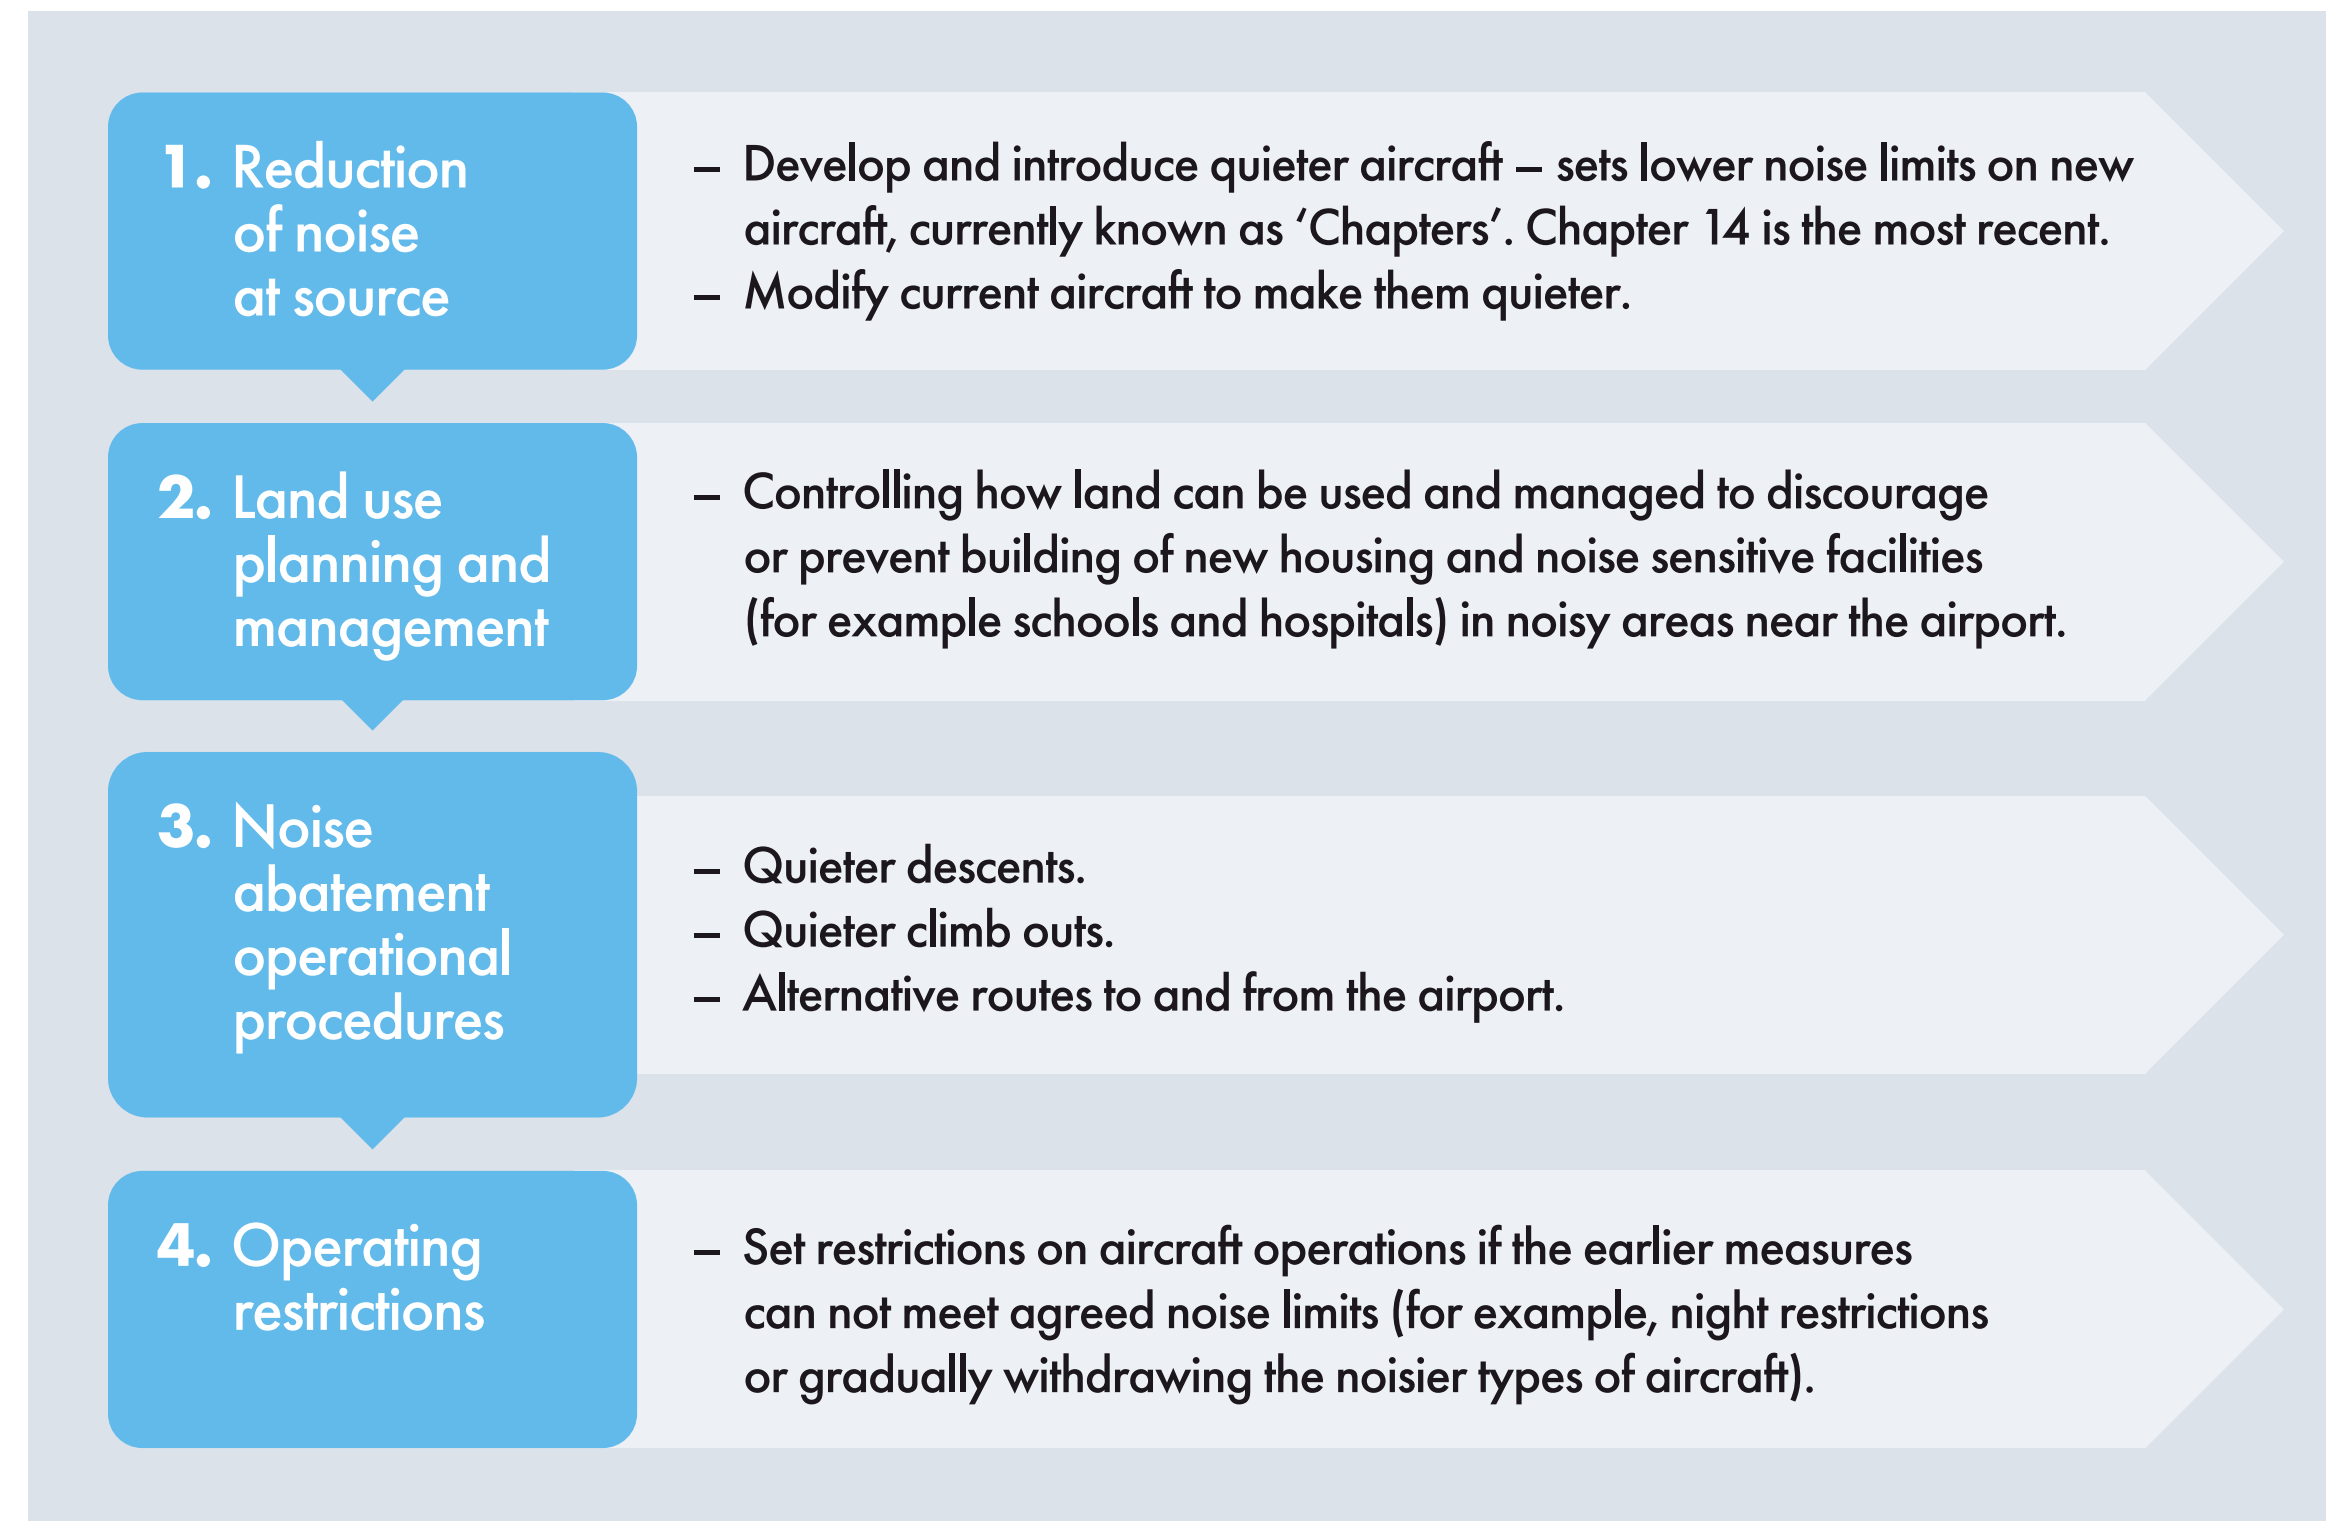 1. Reduction
of noise
at source
– Develop and introduce quieter aircraft – sets lower noise limits on new
aircraft, currently known as ‘Chapters’. Chapter 14 is the most recent.
– Modify current aircraft to make them quieter.
2. Land use
planning and
management
– Controlling how land can be used and managed to discourage
or prevent building of new housing and noise sensitive facilities
(for example schools and hospitals) in noisy areas near the airport.
3. Noise
abatement
operational
procedures
– Quieter descents.
– Quieter climb outs.
– Alternative routes to and from the airport.
4. Operating
restrictions
– Set restrictions on aircraft operations if the earlier measures
can not meet agreed noise limits (for example, night restrictions
or gradually withdrawing the noisier types of aircraft).